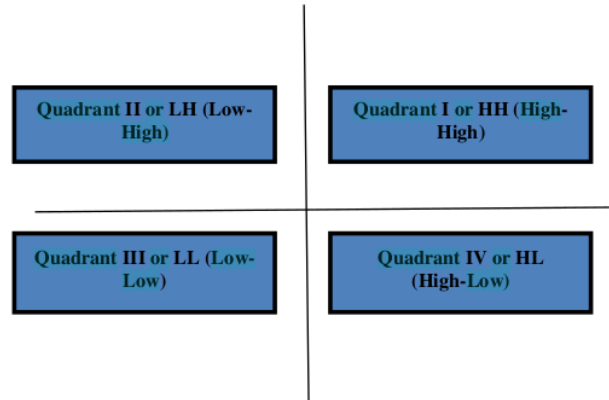 Quadrant II or LH (Low-
High)
Quadrant I or HH (High-
High)
Quadrant III or LL (Low-
Low)
Quadrant IV or HL
(High-Low)